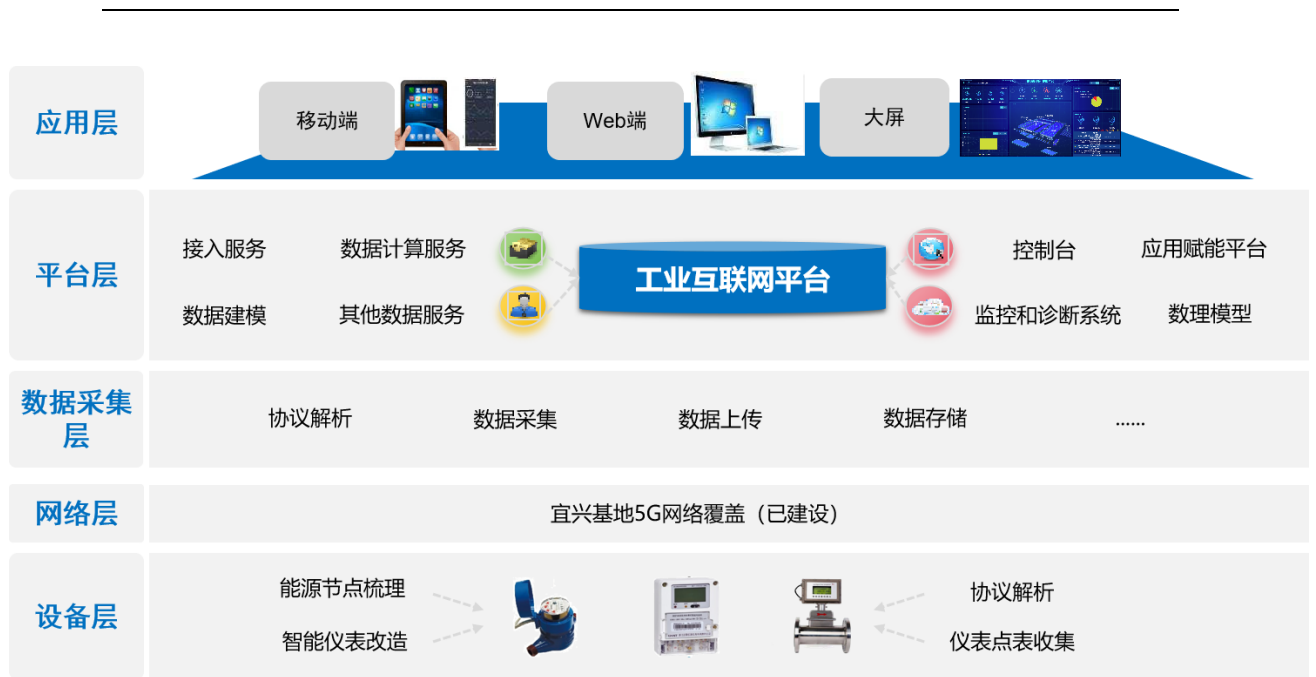 应用层
移动端
Web端
大屏
平台层
接入服务
数据计算服务
工业互联网平台
控制台
应用赋能平台
数据建模
其他数据服务
监控和诊断系统
数理模型
数据采集
层
协议解析
数据采集
数据上传
数据存储
......
网络层
宜兴基地5G网络覆盖（已建设）
设备层
能源节点梳理
协议解析
智能仪表改造
仪表点表收集